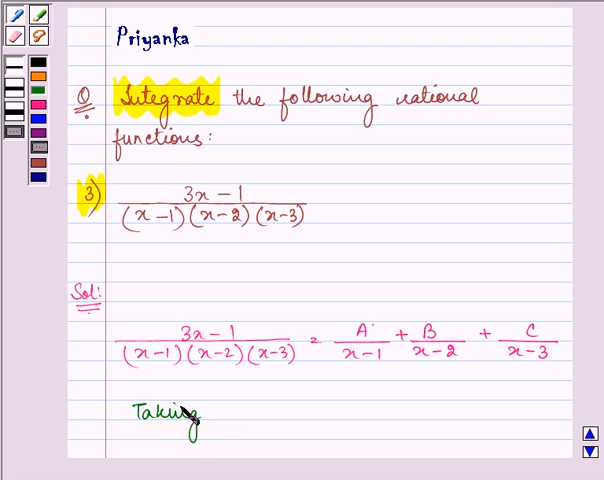 Priyanka
Q. Integrate the following rational
functions:
3) 3x-1
(x-1)(x-2)(x-3)
Sol:
3x-1 / (x-1)(x-2)(x-3) = A / x-1 + B / x-2 + C / x-3
Taking